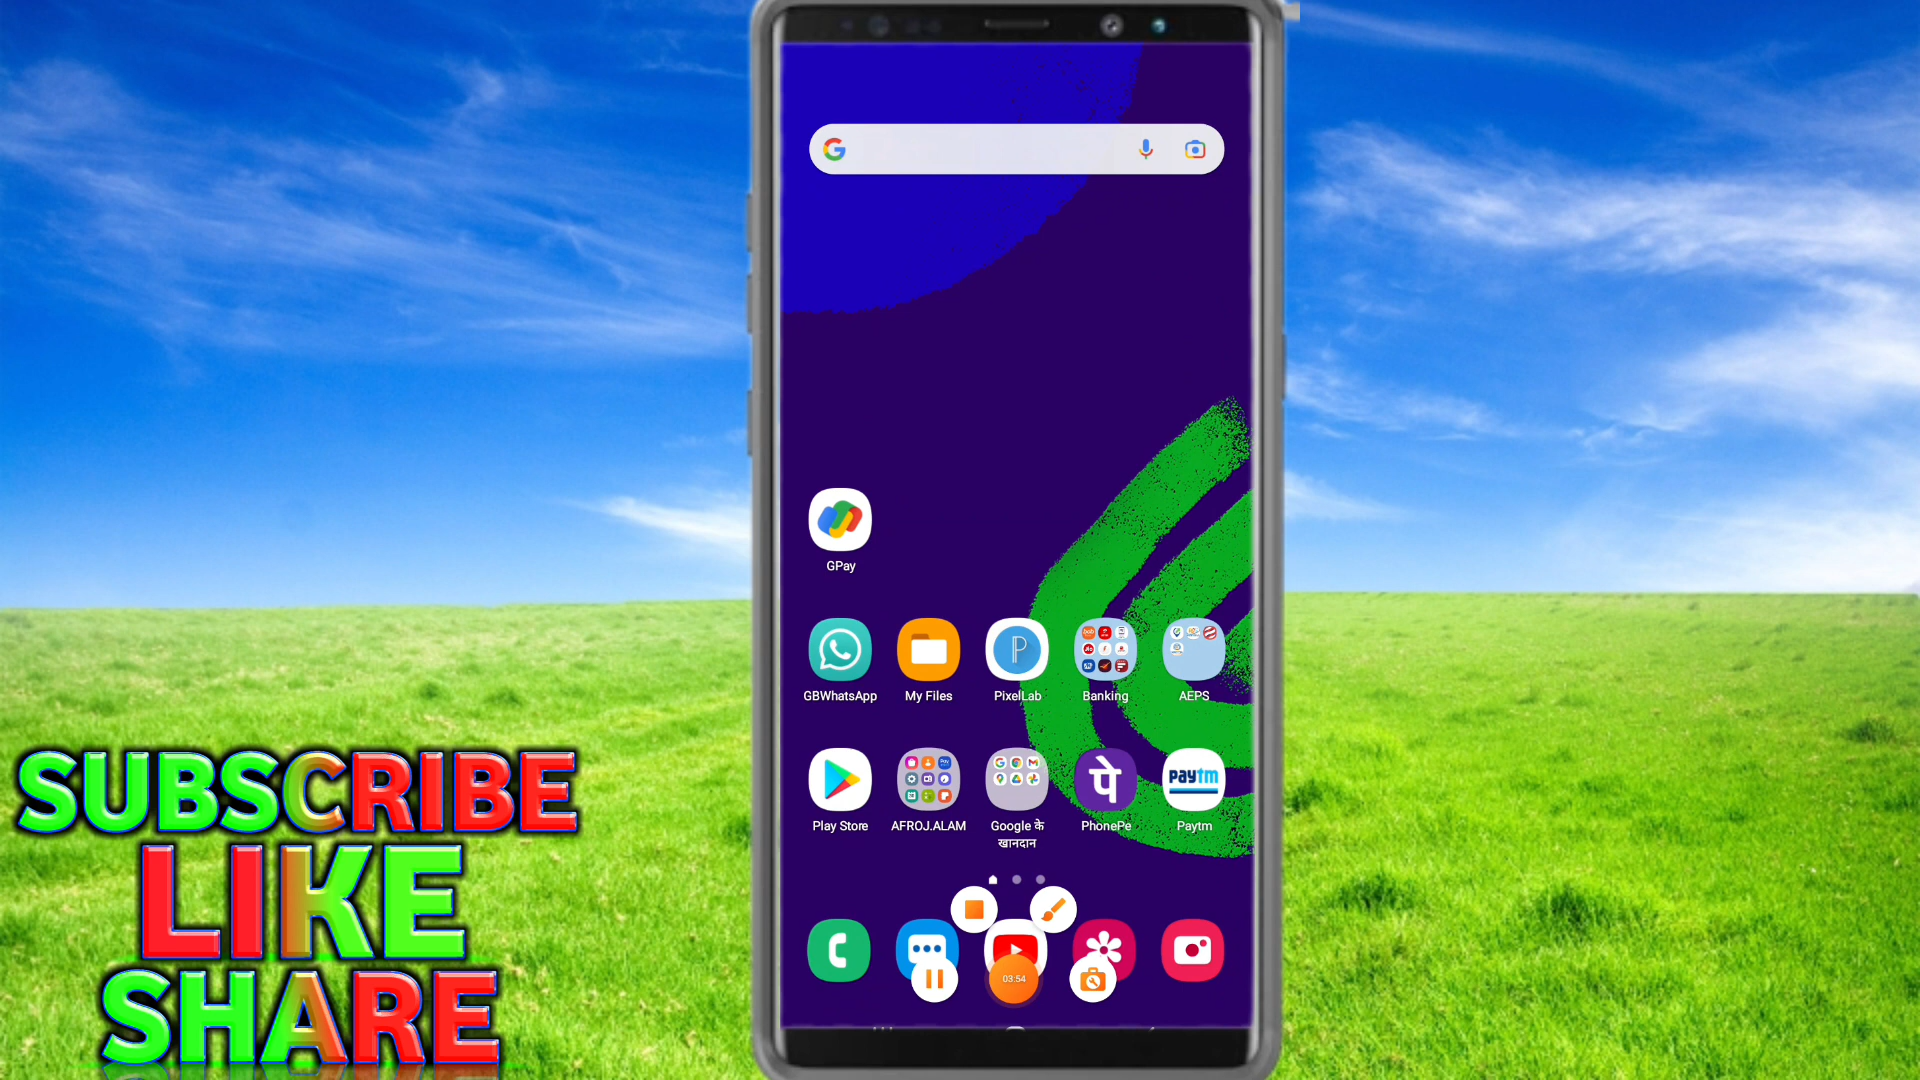 GPay
GBWhatsApp My Files PixelLab Banking AEPS
paytm
Play Store AFROJ.ALAM Google के PhonePe Paytm
खानदान
03:54
SUBSCRIBE
LIKE
SHARE